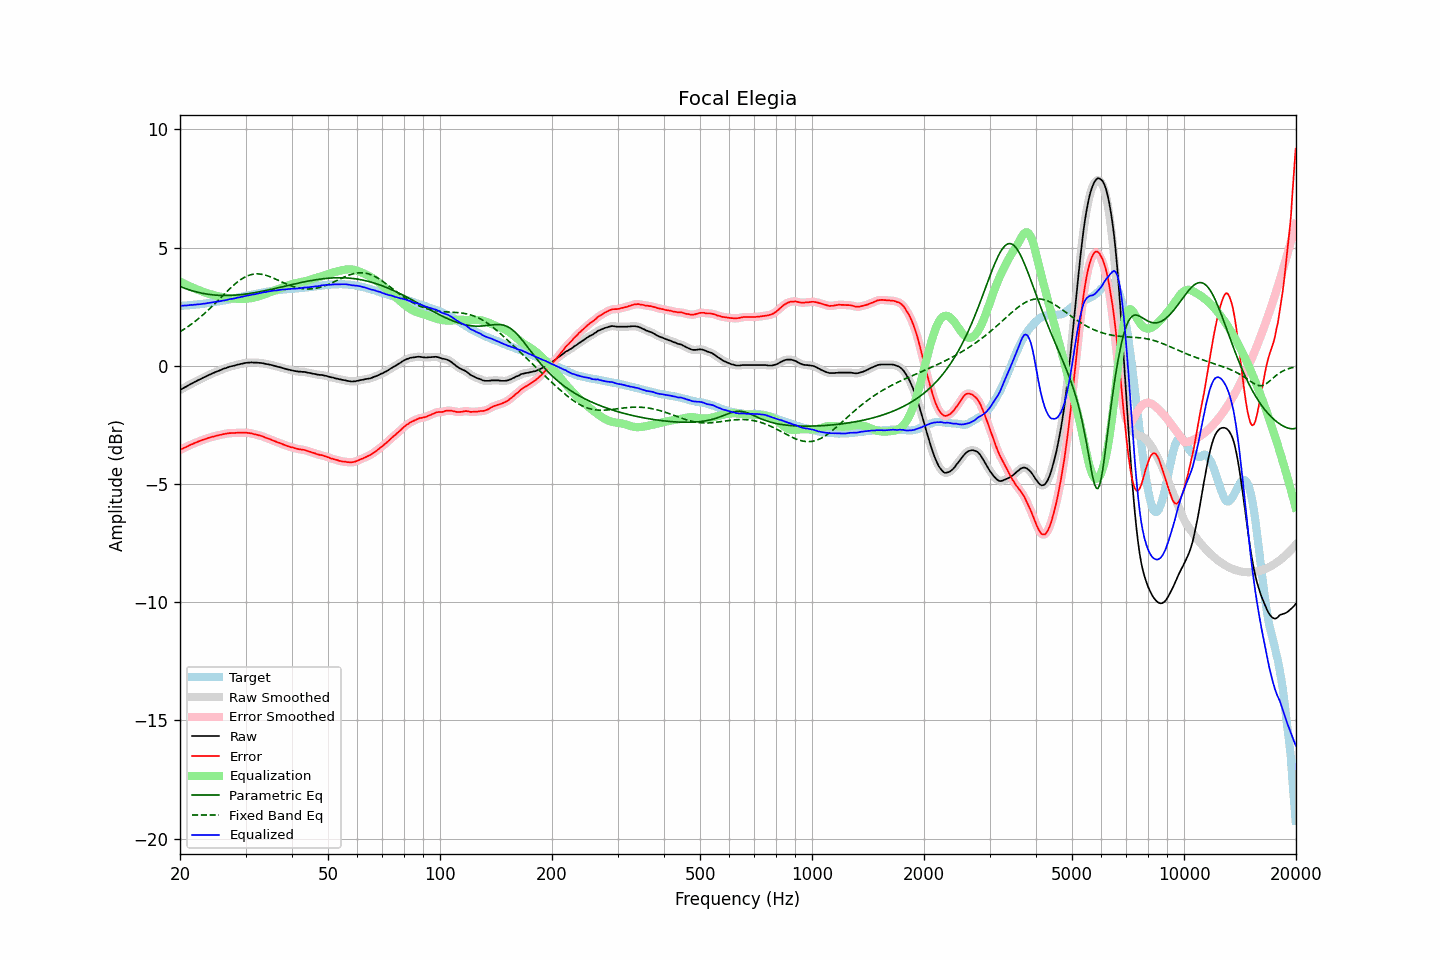 Focal Elegia
Amplitude (dBr)
10
5
0
−5
−10
−15
−20
Target
Raw Smoothed
Error Smoothed
Raw
Error
Equalization
Parametric Eq
Fixed Band Eq
Equalized
20 50 100 200 500 1000 2000 5000 10000 20000
Frequency (Hz)